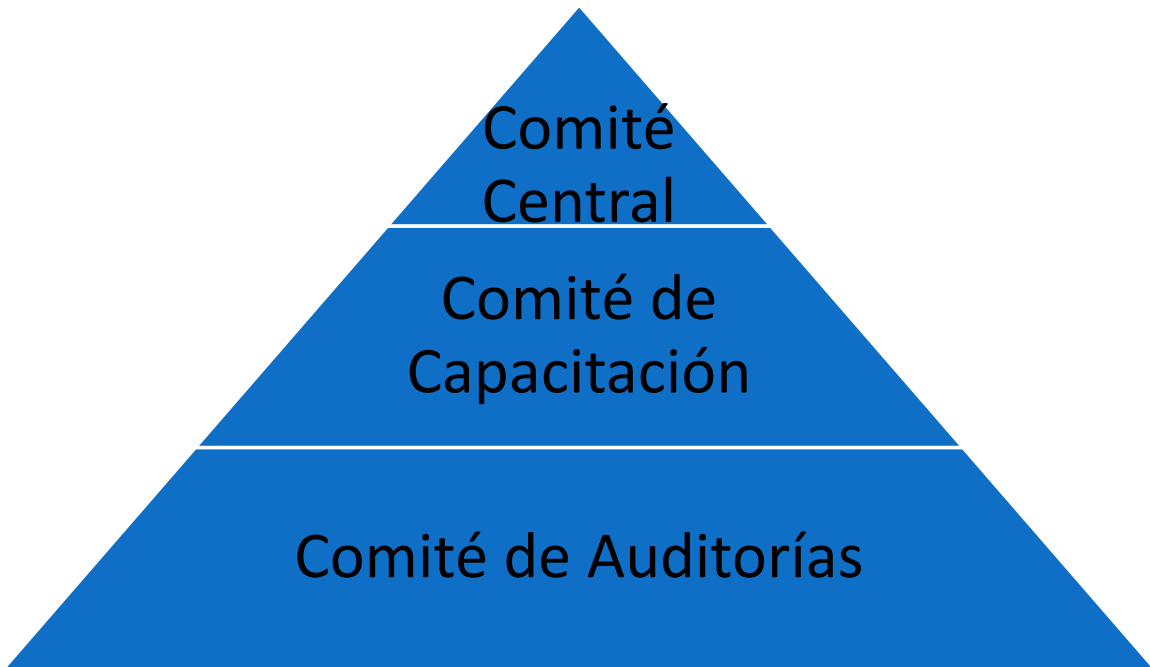 Comité
Central
Comité de
Capacitación
Comité de Auditorías